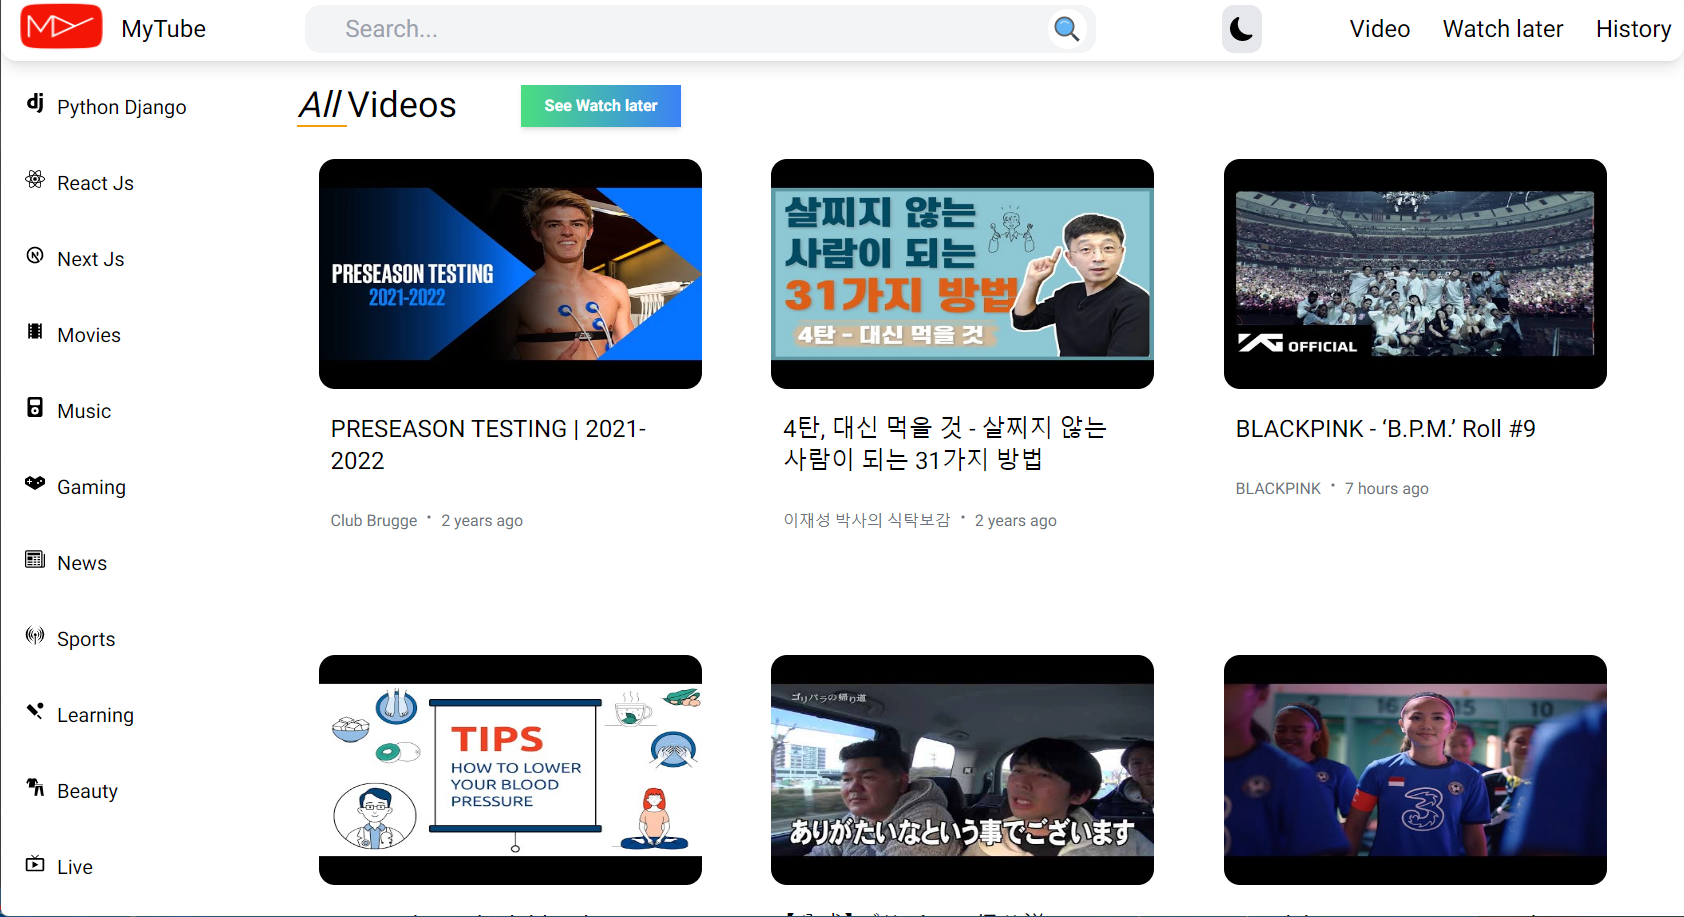 MyTube
Search...
Video
Watch later
History
Python Django
React Js
Next Js
Movies
Music
Gaming
News
Sports
Learning
Beauty
Live
All Videos
See Watch later
PRESEASON TESTING
2021-2022
PRESEASON TESTING | 2021-
2022
Club Brugge • 2 years ago
살찌지 않는
사람이 되는
31가지 방법
4탄 - 대신 먹을 것
4탄, 대신 먹을 것 - 살찌지 않는
사람이 되는 31가지 방법
이재성 박사의 식탁보감 • 2 years ago
YG OFFICIAL
BLACKPINK - ‘B.P.M.’ Roll #9
BLACKPINK • 7 hours ago
TIPS
HOW TO LOWER
YOUR BLOOD
PRESSURE
ゴリパラの帰り道
ありがたいなという事でございます
16
15
10
3